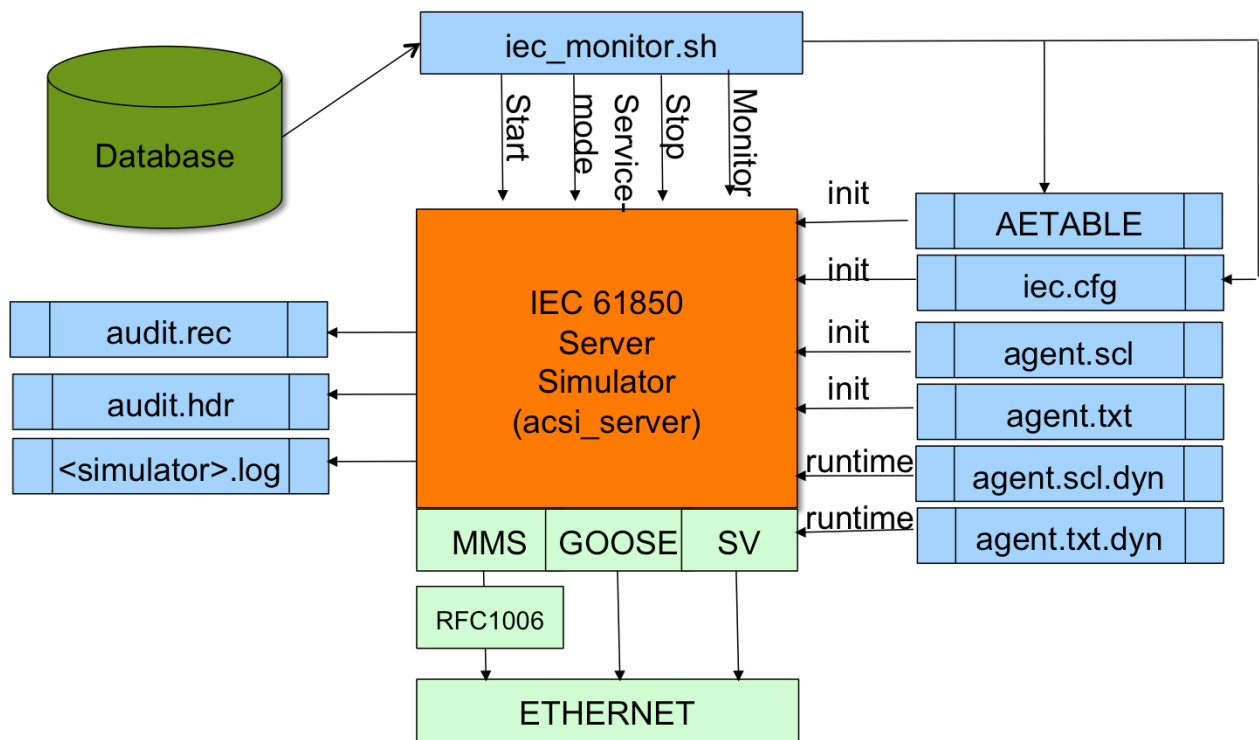 iec_monitor.sh
Database
Start
Service-
mode
Stop
Monitor
init
AETABLE
init
iec.cfg
init
agent.scl
init
agent.txt
runtime
agent.scl.dyn
runtime
agent.txt.dyn
IEC 61850
Server
Simulator
(acsi_server)
audit.rec
audit.hdr
<simulator>.log
MMS
GOOSE
SV
RFC1006
ETHERNET